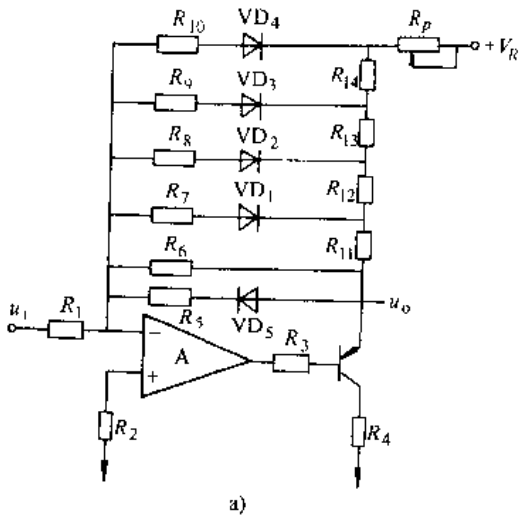 R10 VD4 Rp +VR
R14
R9 VD3
R13
R8 VD2
R12
R7 VD1
R11
R6
R5 VD5 uo
ui R1
A R3
R2 R4
a)